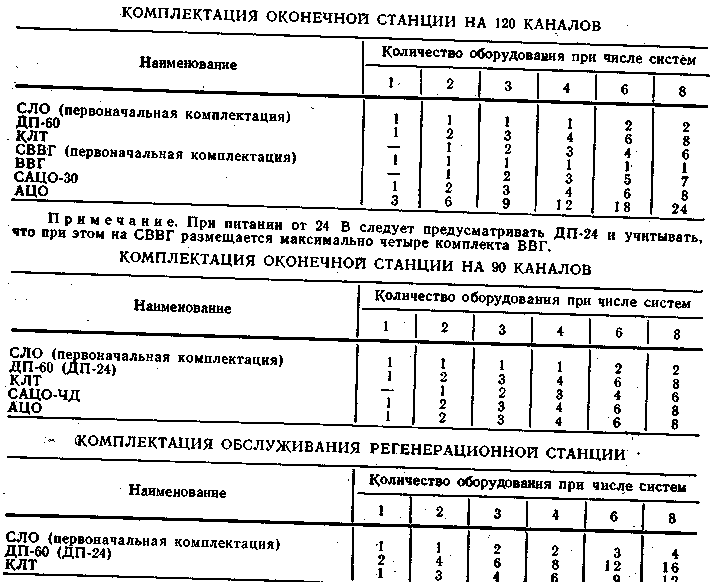 КОМПЛЕКТАЦИЯ ОКОНЕЧНОЙ СТАНЦИИ НА 120 КАНАЛОВ
Наименование Количество оборудования при числе систем
1 2 3 4 6 8
СЛО (первоначальная комплектация) 1 1 1 1 2 2
ДП-60 1 2 3 4 6 8
КЛТ — 1 2 3 4 6
СВВГ (первоначальная комплектация) 1 1 1 1 1 1
ВВГ 1 2 3 5 7
САЦО-30 1 2 3 4 6 8
АЦО 3 6 9 12 18 24
Примечание. При питании от 24 В следует предусматривать ДП-24 и учитывать,
что при этом на СВВГ размещается максимально четыре комплекта ВВГ.
КОМПЛЕКТАЦИЯ ОКОНЕЧНОЙ СТАНЦИИ НА 90 КАНАЛОВ
Наименование Количество оборудования при числе систем
1 2 3 4 6 8
СЛО (первоначальная комплектация) 1 1 1 1 2 2
ДП-60 (ДП-24) 1 2 3 4 6 8
КЛТ — 1 2 3 4 6
САЦО-ЧД 1 2 3 4 6 8
АЦО 1 2 3 4 6 8
КОМПЛЕКТАЦИЯ ОБСЛУЖИВАНИЯ РЕГЕНЕРАЦИОННОЙ СТАНЦИИ
Наименование Количество оборудования при числе систем
1 2 3 4 6 8
СЛО (первоначальная комплектация) 1 1 2 2 3 4
ДП-60 (ДП-24) 2 4 6 8 12 16
КЛТ 1 3 4 6 9 12